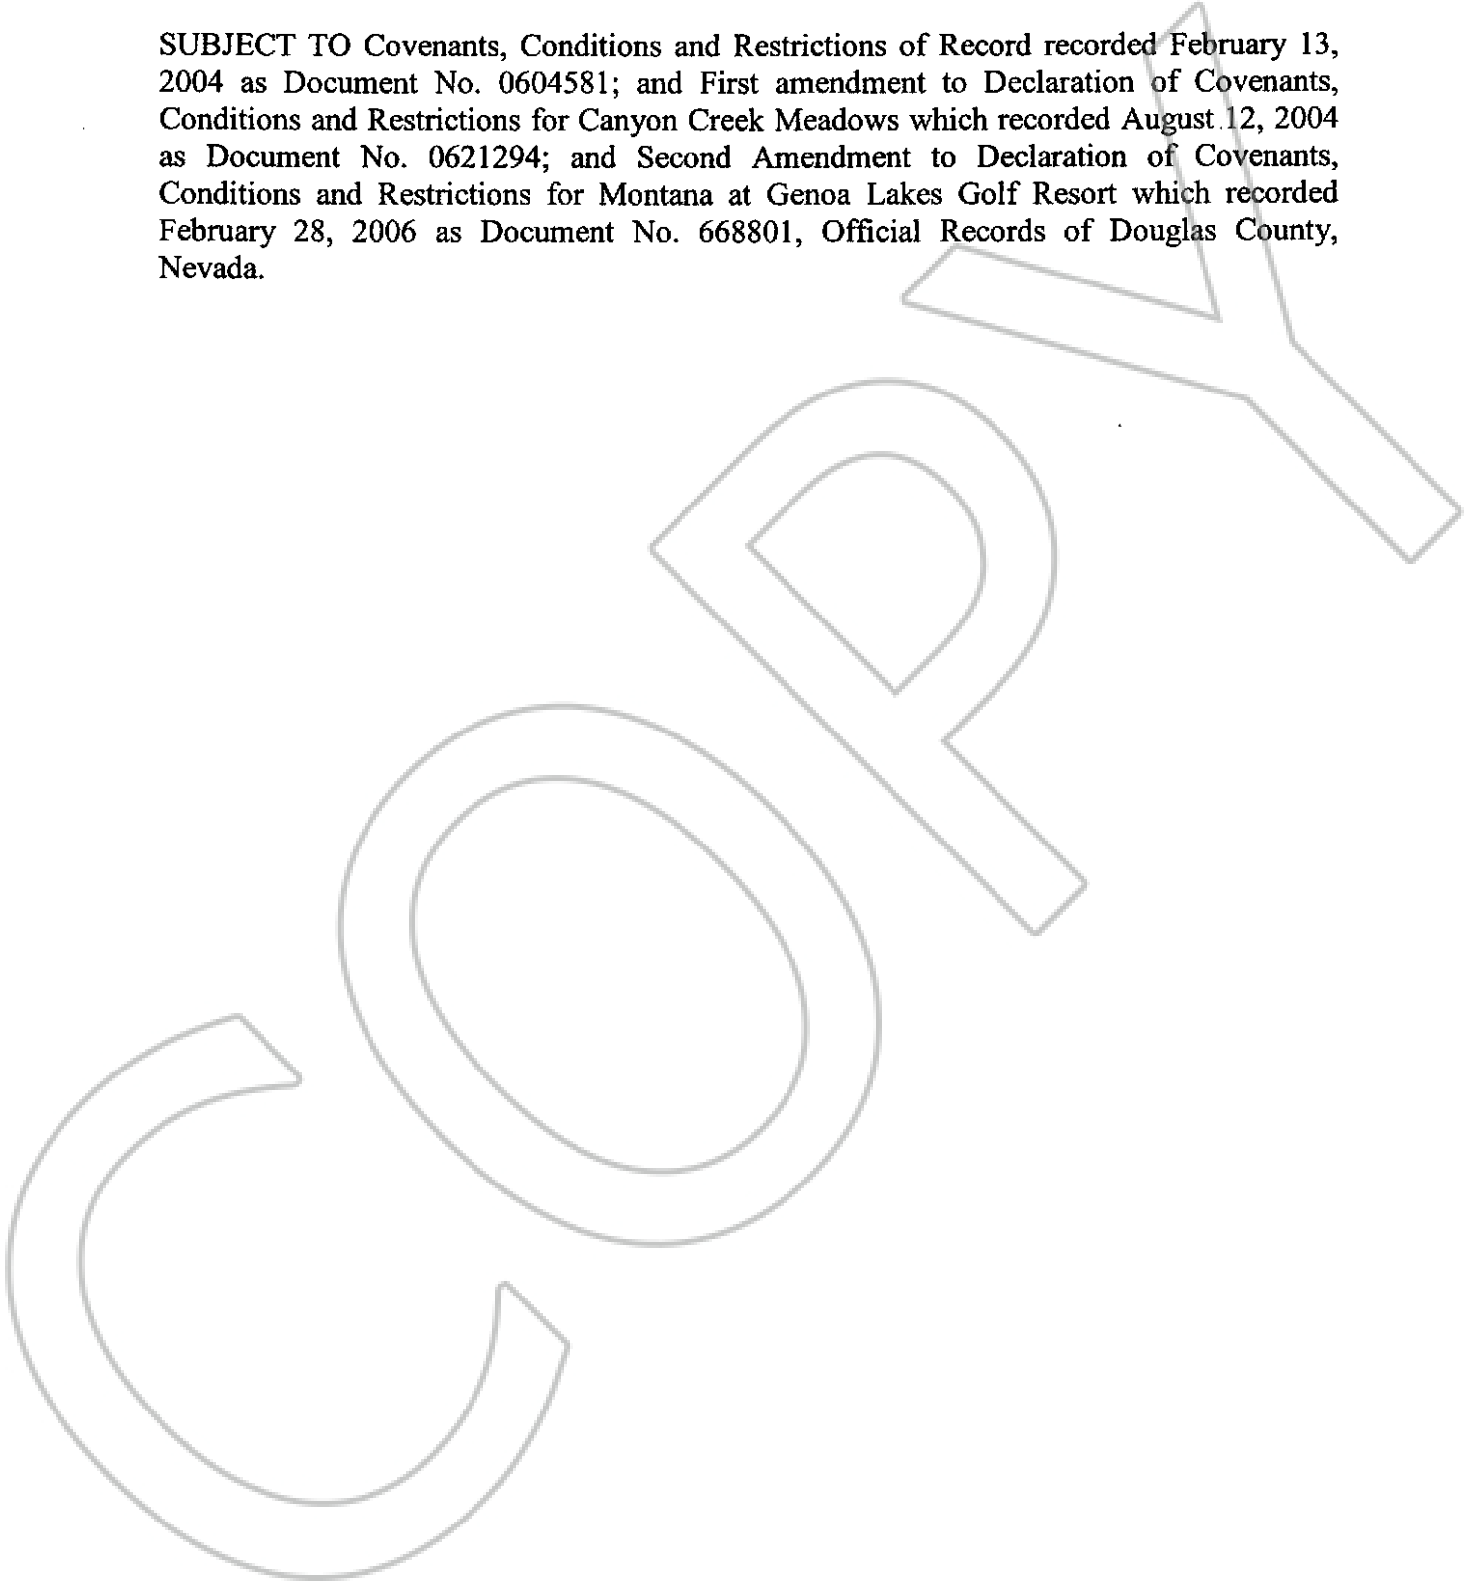 SUBJECT TO Covenants, Conditions and Restrictions of Record recorded February 13,
2004 as Document No. 0604581; and First amendment to Declaration of Covenants,
Conditions and Restrictions for Canyon Creek Meadows which recorded August 12, 2004
as Document No. 0621294; and Second Amendment to Declaration of Covenants,
Conditions and Restrictions for Montana at Genoa Lakes Golf Resort which recorded
February 28, 2006 as Document No. 668801, Official Records of Douglas County,
Nevada.
COPY